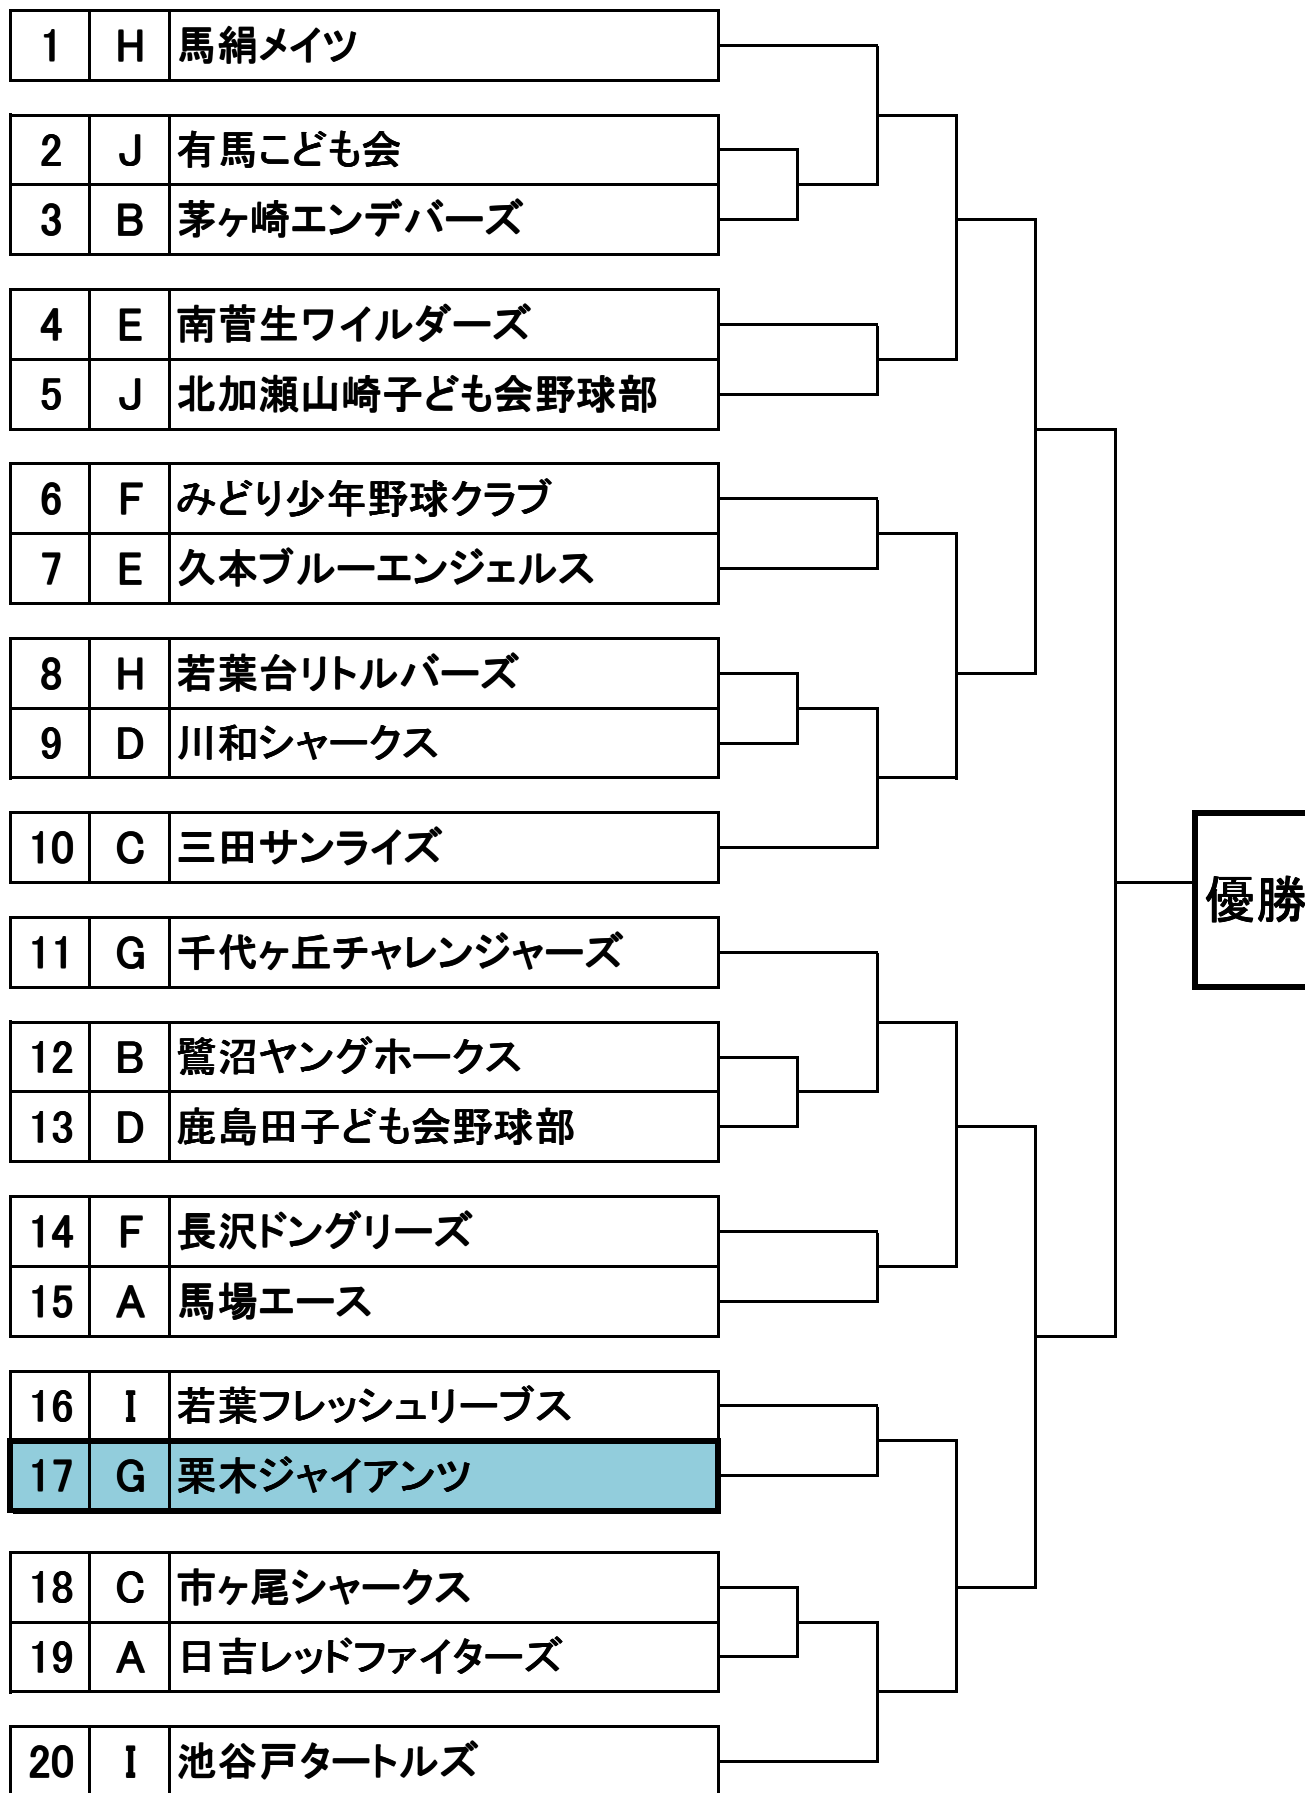 1 H 馬絹メイツ
2 J 有馬こども会
3 B 茅ヶ崎エンデバーズ
4 E 南菅生ワイルダーズ
5 J 北加瀬山崎子ども会野球部
6 F みどり少年野球クラブ
7 E 久本ブルーエンジェルス
8 H 若葉台リトルバーズ
9 D 川和シャークス
10 C 三田サンライズ
優勝
11 G 千代ヶ丘チャレンジャーズ
12 B 鷺沼ヤングホークス
13 D 鹿島田子ども会野球部
14 F 長沢ドングリーズ
15 A 馬場エース
16 I 若葉フレッシュリーブス
17 G 栗木ジャイアンツ
18 C 市ヶ尾シャークス
19 A 日吉レッドファイターズ
20 I 池谷戸タートルズ